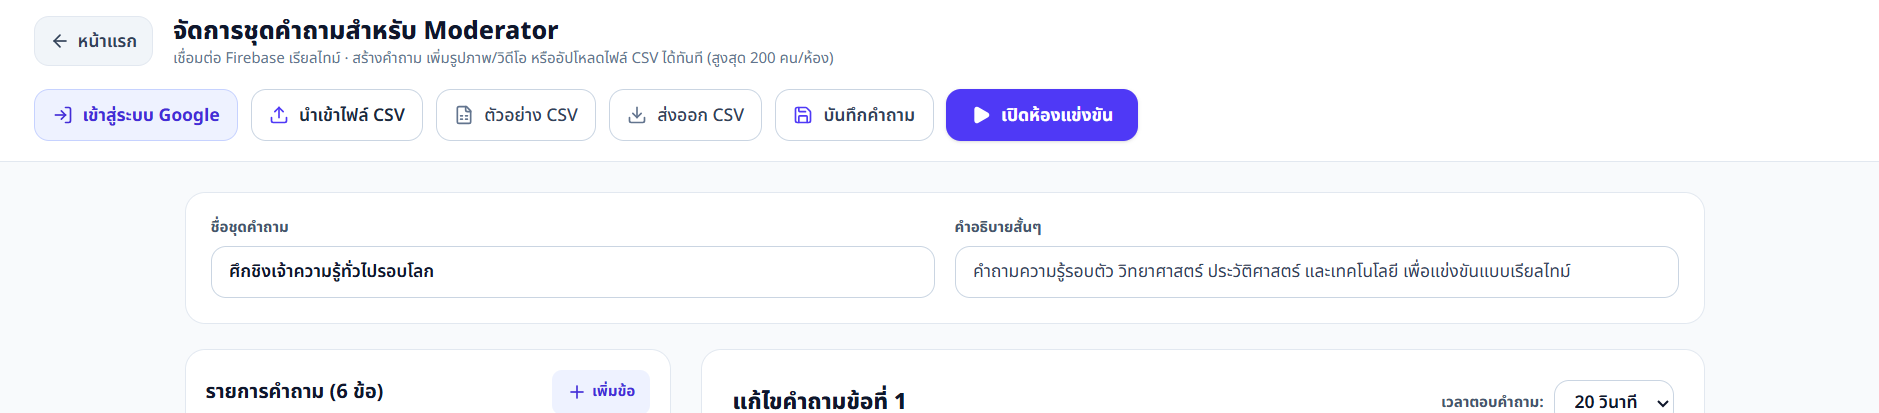 หน้าแรก
จัดการชุดคำถามสำหรับ Moderator
เชื่อมต่อ Firebase เรียลไทม์ · สร้างคำถาม เพิ่มรูปภาพ/วิดีโอ หรืออัปโหลดไฟล์ CSV ได้ทันที (สูงสุด 200 คน/ห้อง)
เข้าสู่ระบบ Google
นำเข้าไฟล์ CSV
ตัวอย่าง CSV
ส่งออก CSV
บันทึกคำถาม
เปิดห้องแข่งขัน
ชื่อชุดคำถาม
ศึกชิงเจ้าความรู้ทั่วไปรอบโลก
คำอธิบายสั้นๆ
คำถามความรู้รอบตัว วิทยาศาสตร์ ประวัติศาสตร์ และเทคโนโลยี เพื่อแข่งขันแบบเรียลไทม์
รายการคำถาม (6 ข้อ)
เพิ่มข้อ
แก้ไขคำถามข้อที่ 1
เวลาตอบคำถาม:
20 วินาที